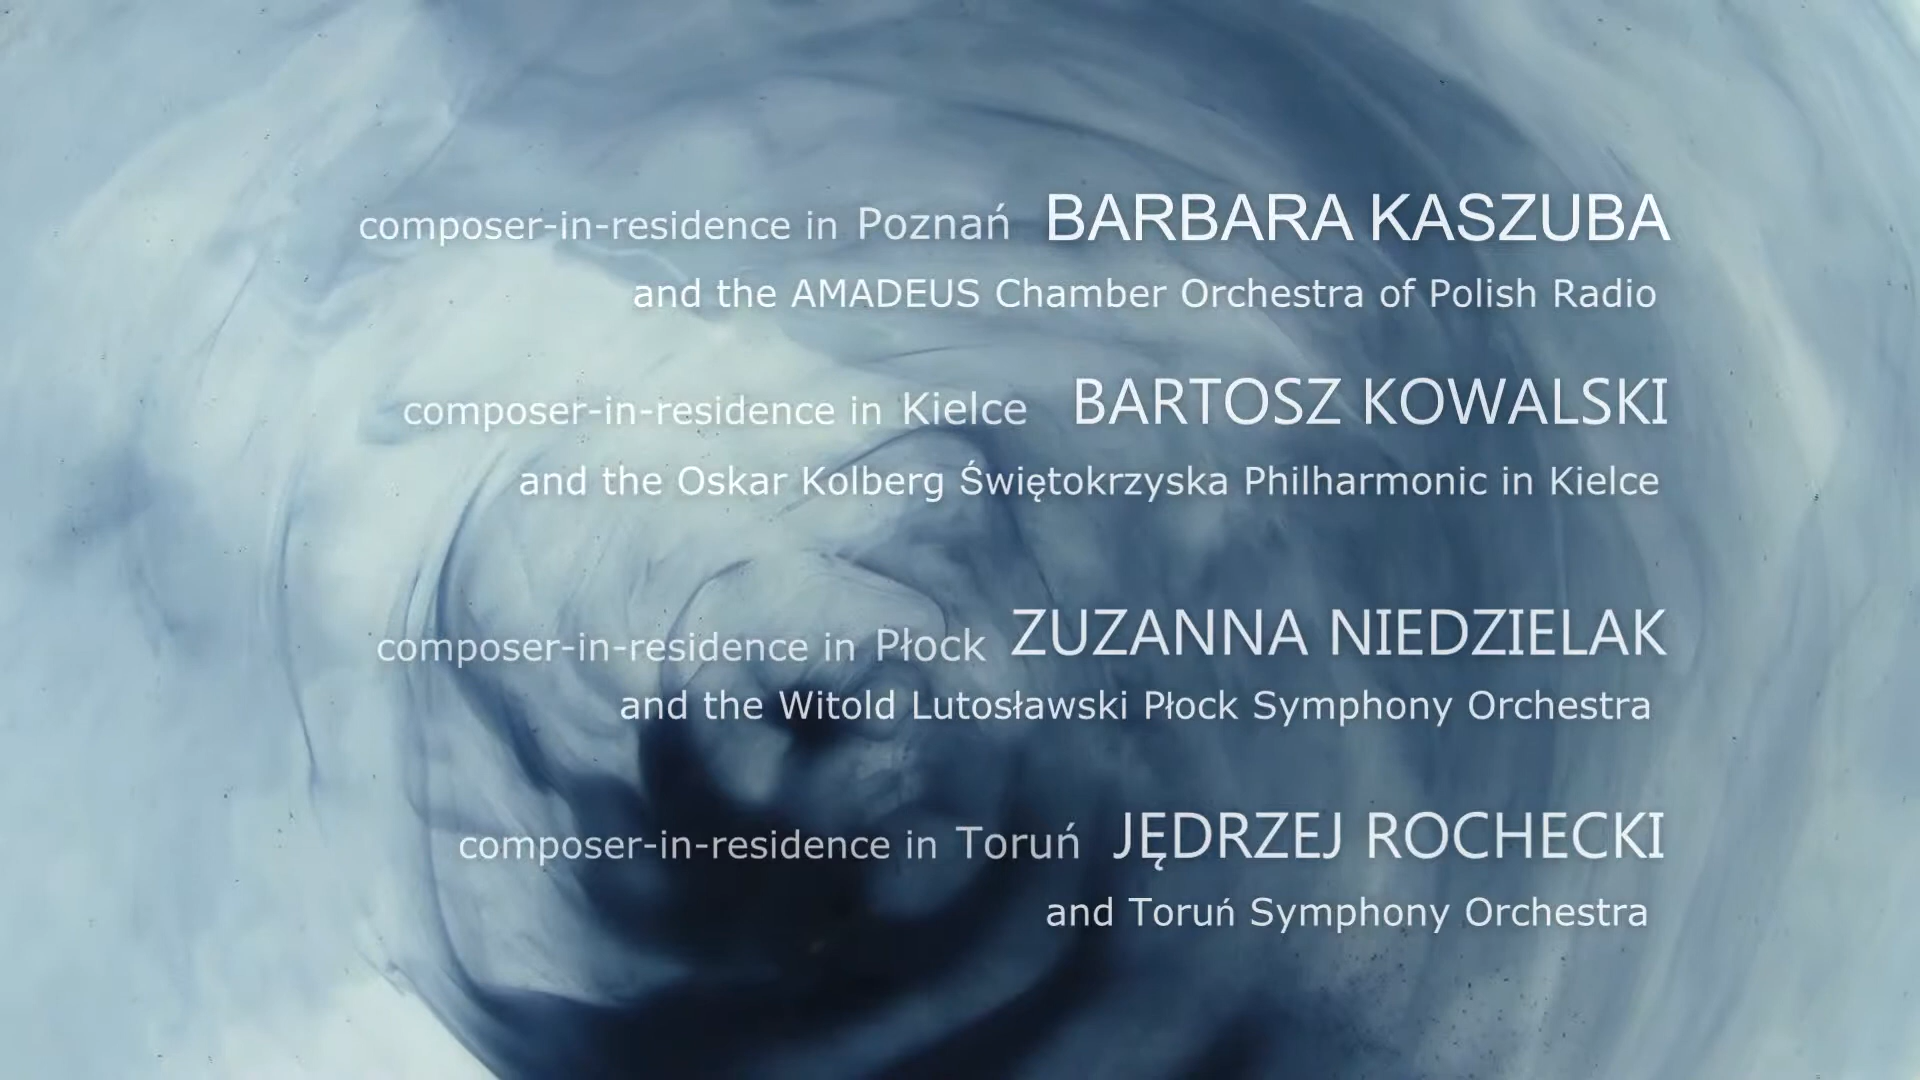 composer-in-residence in Poznań BARBARA KASZUBA
and the AMADEUS Chamber Orchestra of Polish Radio
composer-in-residence in Kielce BARTOSZ KOWALSKI
and the Oskar Kolberg Świętokrzyska Philharmonic in Kielce
composer-in-residence in Płock ZUZANNA NIEDZIELAK
and the Witold Lutosławski Płock Symphony Orchestra
composer-in-residence in Toruń JĘDRZEJ ROCHECKI
and Toruń Symphony Orchestra